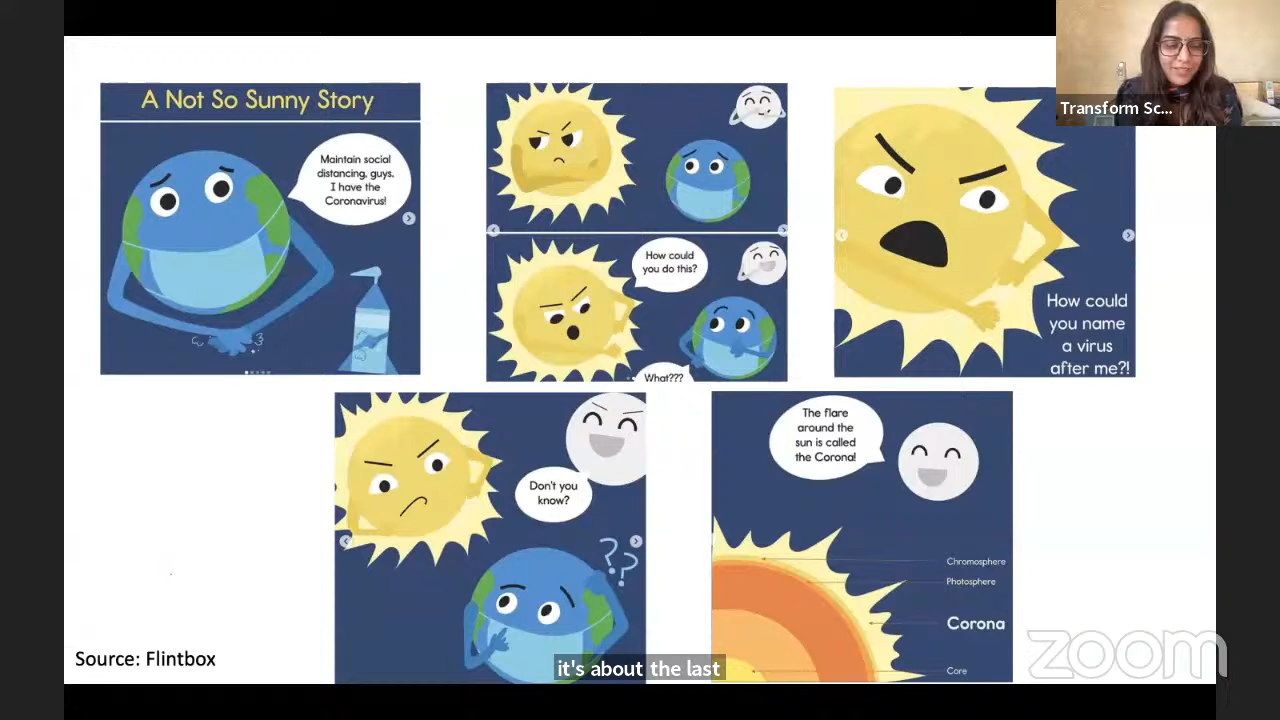 Transform Sc...
A Not So Sunny Story
Maintain social
distancing, guys.
I have the
Coronavirus!
How could
you do this?
What???
How could
you name
a virus
after me?!
Don't you
know?
??
The flare
around the
sun is called
the Corona!
Chromosphere
Photosphere
Corona
Core
Source: Flintbox
it's about the last
zoom